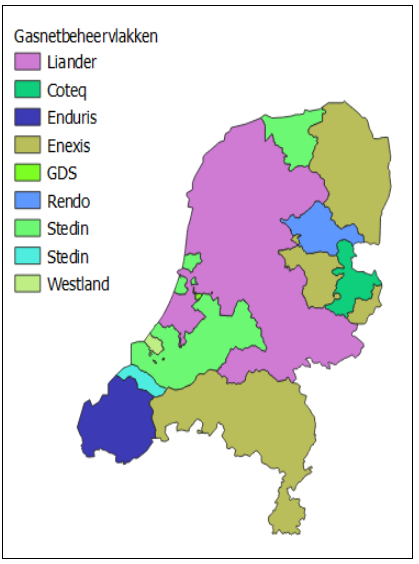 Gasnetbeheervlakken
Liander
Coteq
Enduris
Enexis
GDS
Rendo
Stedin
Stedin
Westland